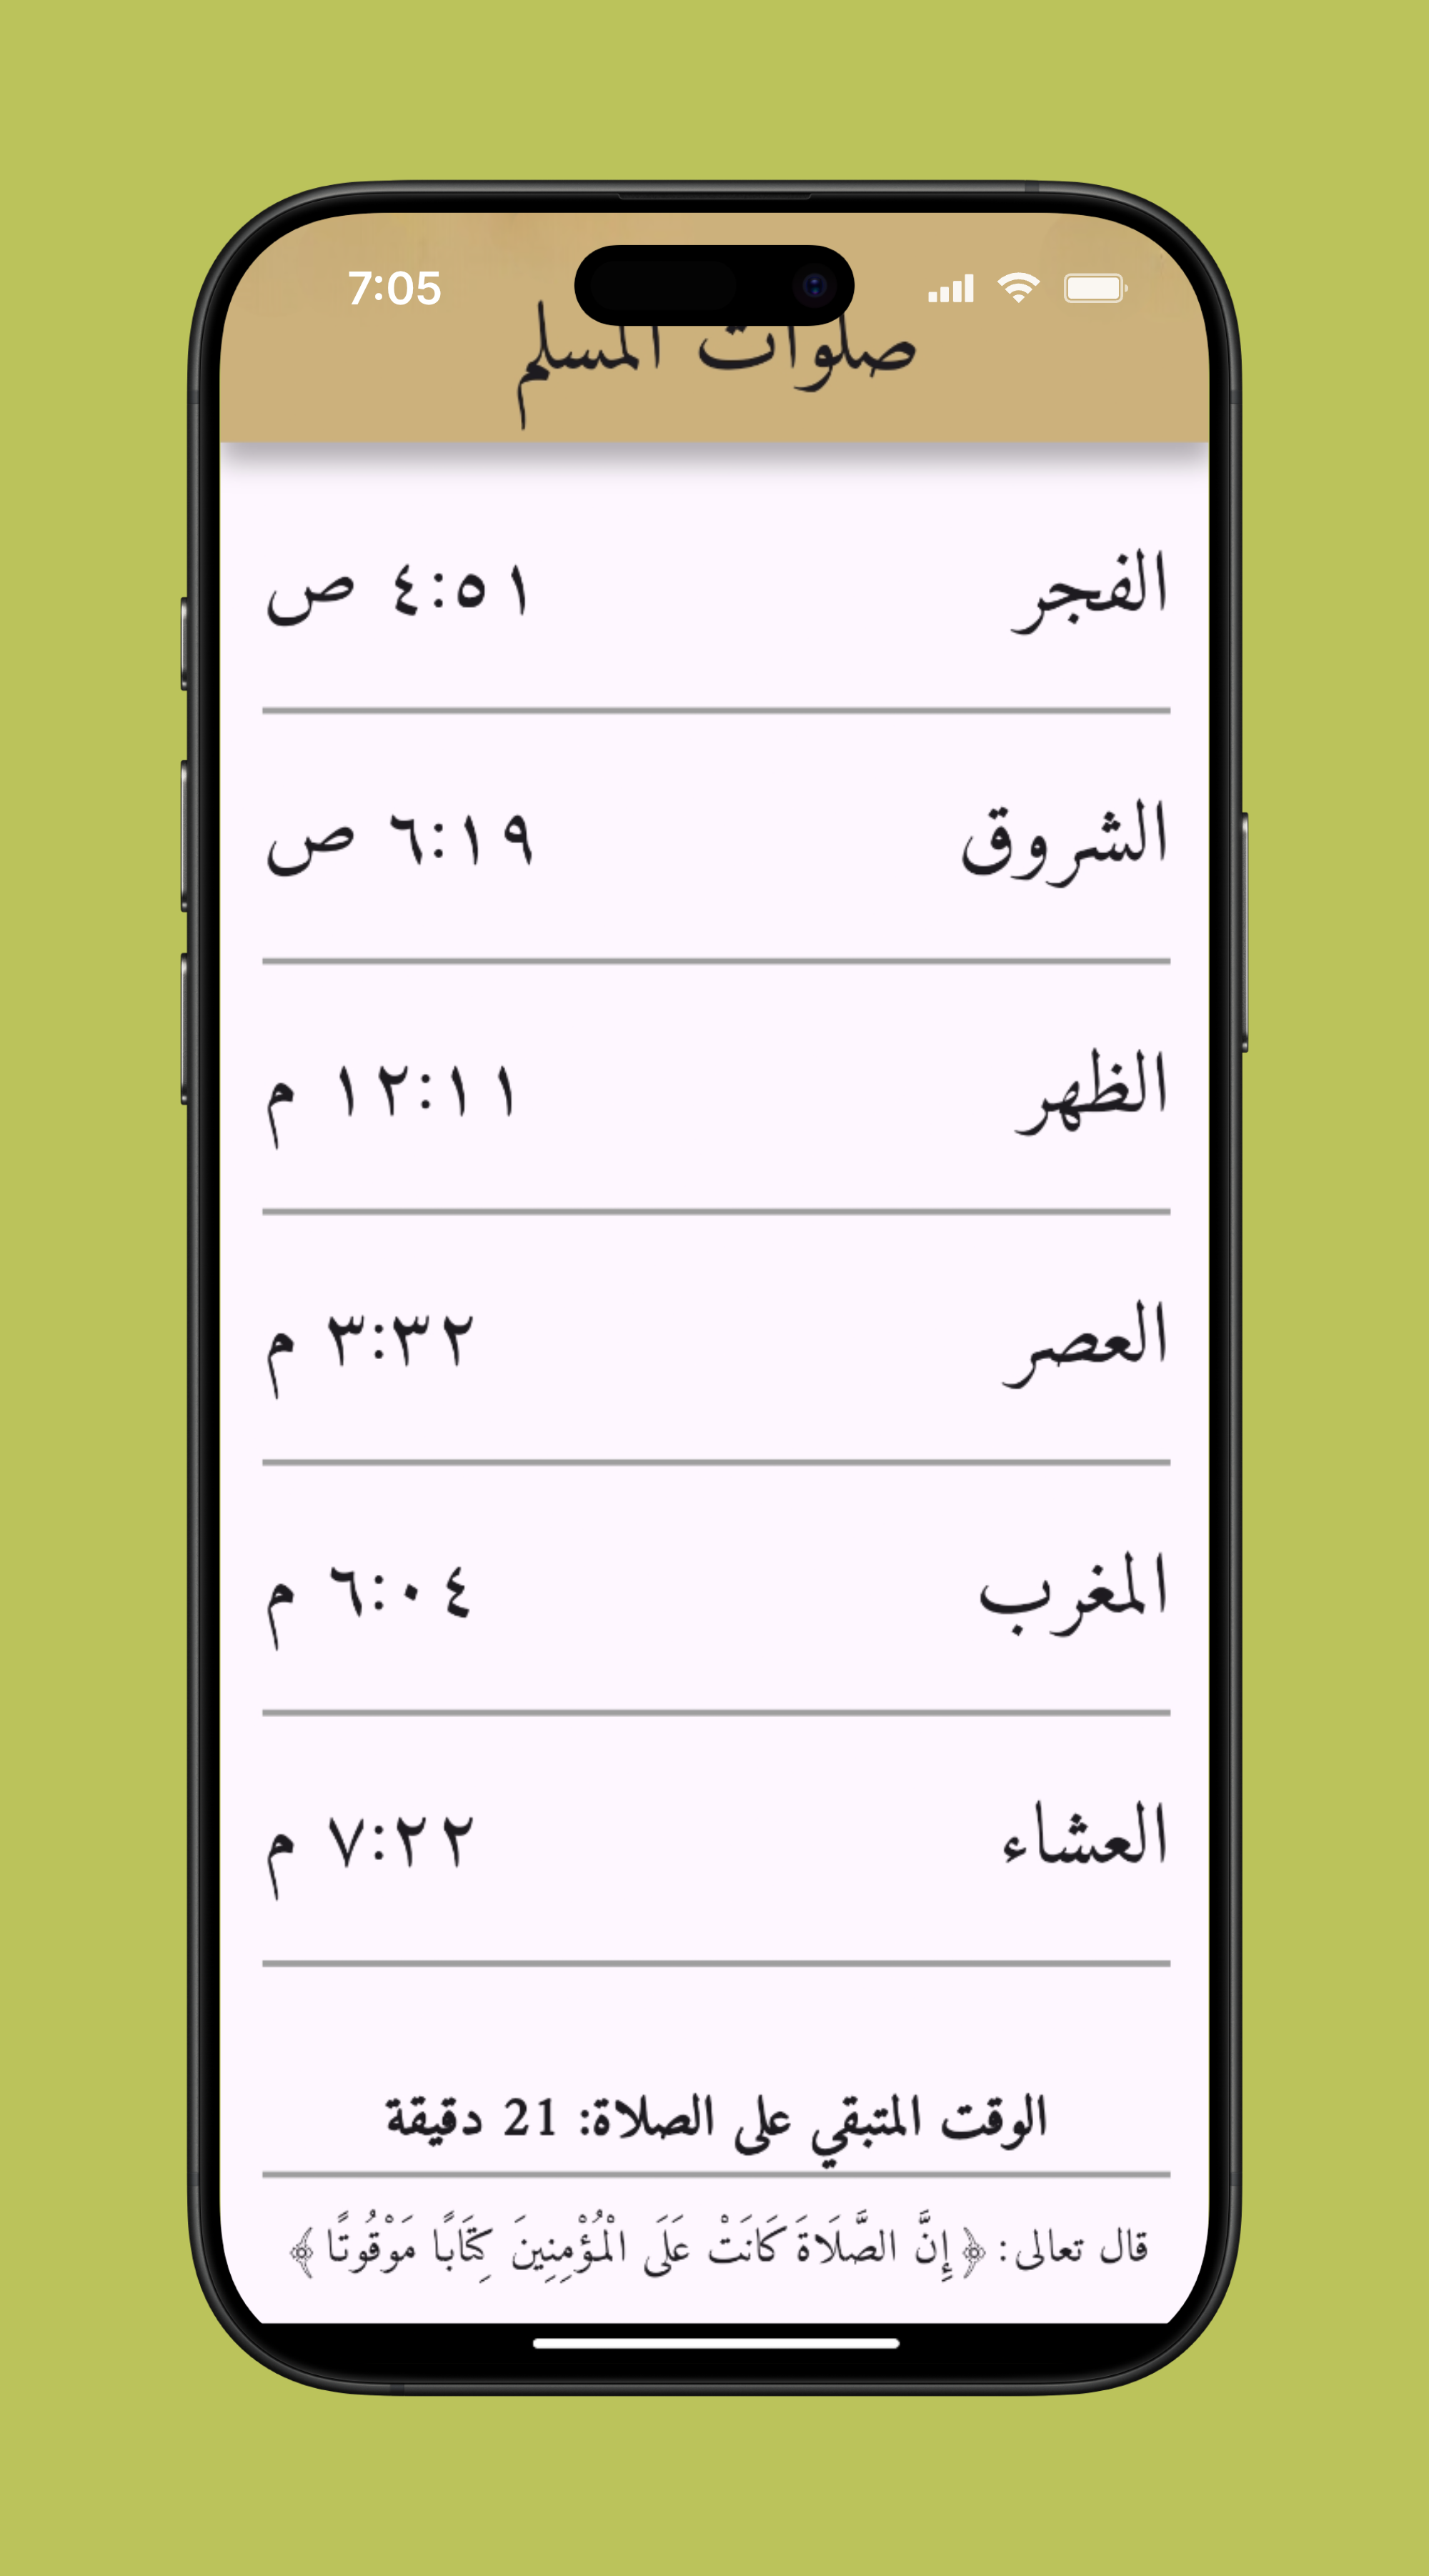 7:05
صلوات المسلم
الفجر ٤:٥١ ص
الشروق ٦:١٩ ص
الظهر ١٢:١١ م
العصر ٣:٣٢ م
المغرب ٦:٠٤ م
العشاء ٧:٢٢ م
الوقت المتبقي على الصلاة: 21 دقيقة
قال تعالى: ﴿إِنَّ الصَّلَاةَ كَانَتْ عَلَى الْمُؤْمِنِينَ كِتَابًا مَوْقُوتًا﴾